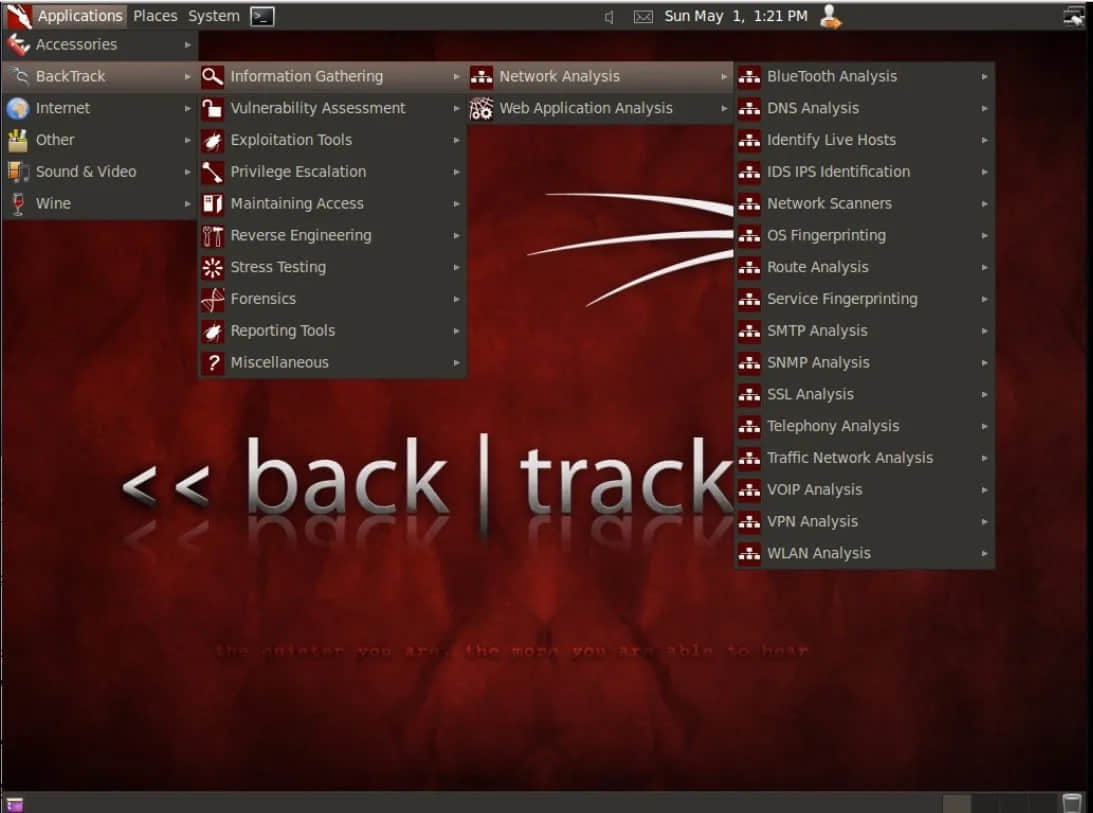 Applications Places System Sun May 1, 1:21 PM
Accessories
BackTrack
Internet
Other
Sound & Video
Wine
Information Gathering
Vulnerability Assessment
Exploitation Tools
Privilege Escalation
Maintaining Access
Reverse Engineering
Stress Testing
Forensics
Reporting Tools
Miscellaneous
Network Analysis
Web Application Analysis
BlueTooth Analysis
DNS Analysis
Identify Live Hosts
IDS IPS Identification
Network Scanners
OS Fingerprinting
Route Analysis
Service Fingerprinting
SMTP Analysis
SNMP Analysis
SSL Analysis
Telephony Analysis
Traffic Network Analysis
VOIP Analysis
VPN Analysis
WLAN Analysis
<< back | track
the quieter you are, the more you are able to hear